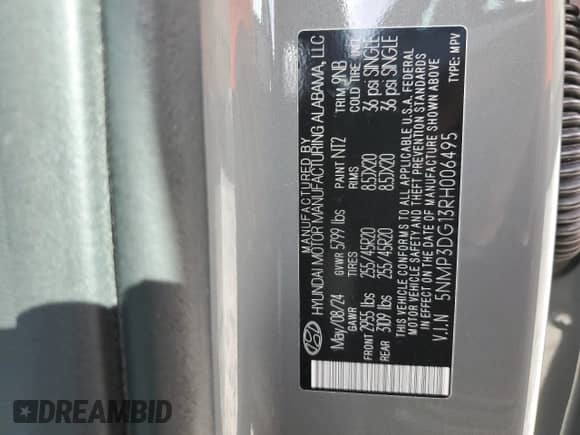 MANUFACTURED BY
HYUNDAI MOTOR MANUFACTURING ALABAMA, LLC
May/08/24 GVWR 5799 lbs PAINT NT2 TRIM 9NB
GAWR TIRES RIMS COLD TIRE INFL
FRONT 2955 lbs 255/45R20 8.5JX20 36 psi SINGLE
REAR 3109 lbs 255/45R20 8.5JX20 36 psi SINGLE
THIS VEHICLE CONFORMS TO ALL APPLICABLE U.S.A. FEDERAL
MOTOR VEHICLE SAFETY AND THEFT PREVENTION STANDARDS
IN EFFECT ON THE DATE OF MANUFACTURE SHOWN ABOVE.
V.I.N 5NMP3DG13RH006495 TYPE: MPV
DREAMBID